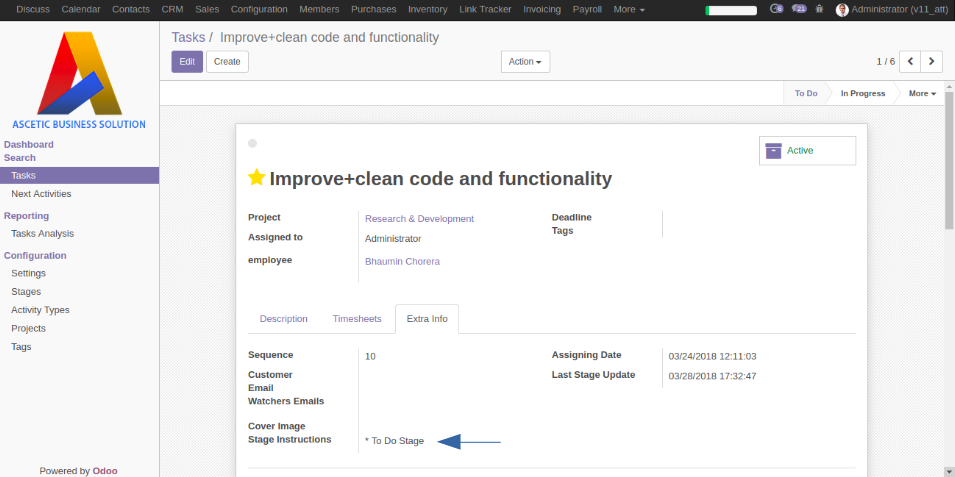 Discuss Calendar Contacts CRM Sales Configuration Members Purchases Inventory Link Tracker Invoicing Payroll More 6 21 Administrator (v11_att)
ASCETIC BUSINESS SOLUTION
Dashboard
Search
Tasks
Next Activities
Reporting
Tasks Analysis
Configuration
Settings
Stages
Activity Types
Projects
Tags
Powered by Odoo
Tasks / Improve+clean code and functionality
Edit Create Action 1 / 6
To Do In Progress More
Active
Improve+clean code and functionality
Project Research & Development
Assigned to Administrator
employee Bhaumin Chorera
Deadline
Tags
Description Timesheets Extra Info
Sequence 10
Customer
Email
Watchers Emails
Cover Image
Stage Instructions * To Do Stage
Assigning Date 03/24/2018 12:11:03
Last Stage Update 03/28/2018 17:32:47